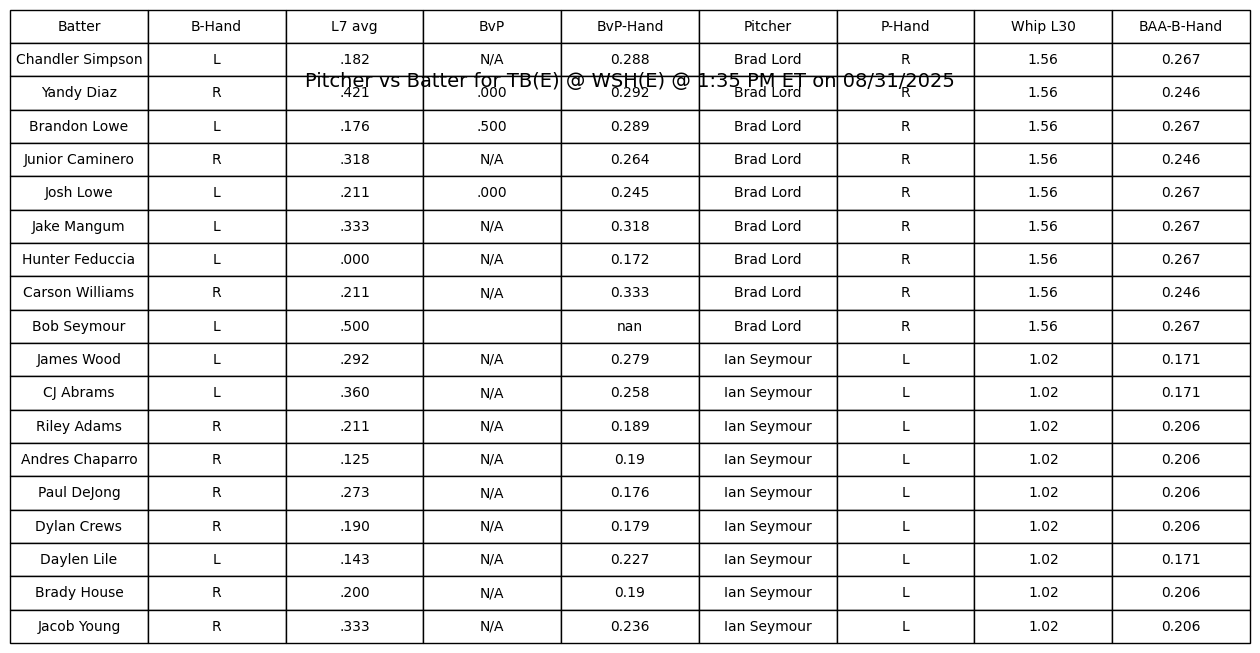 Batter B-Hand L7 avg BvP BvP-Hand Pitcher P-Hand Whip L30 BAA-B-Hand
Chandler Simpson L .182 N/A 0.288 Brad Lord R 1.56 0.267
Pitcher vs Batter for TB(E) @ WSH(E) @ 1:35 PM ET on 08/31/2025
Yandy Diaz R .421 .000 0.292 Brad Lord R 1.56 0.246
Brandon Lowe L .176 .500 0.289 Brad Lord R 1.56 0.267
Junior Caminero R .318 N/A 0.264 Brad Lord R 1.56 0.246
Josh Lowe L .211 .000 0.245 Brad Lord R 1.56 0.267
Jake Mangum L .333 N/A 0.318 Brad Lord R 1.56 0.267
Hunter Feduccia L .000 N/A 0.172 Brad Lord R 1.56 0.267
Carson Williams R .211 N/A 0.333 Brad Lord R 1.56 0.246
Bob Seymour L .500 nan Brad Lord R 1.56 0.267
James Wood L .292 N/A 0.279 Ian Seymour L 1.02 0.171
CJ Abrams L .360 N/A 0.258 Ian Seymour L 1.02 0.171
Riley Adams R .211 N/A 0.189 Ian Seymour L 1.02 0.206
Andres Chaparro R .125 N/A 0.19 Ian Seymour L 1.02 0.206
Paul DeJong R .273 N/A 0.176 Ian Seymour L 1.02 0.206
Dylan Crews R .190 N/A 0.179 Ian Seymour L 1.02 0.206
Daylen Lile L .143 N/A 0.227 Ian Seymour L 1.02 0.171
Brady House R .200 N/A 0.19 Ian Seymour L 1.02 0.206
Jacob Young R .333 N/A 0.236 Ian Seymour L 1.02 0.206